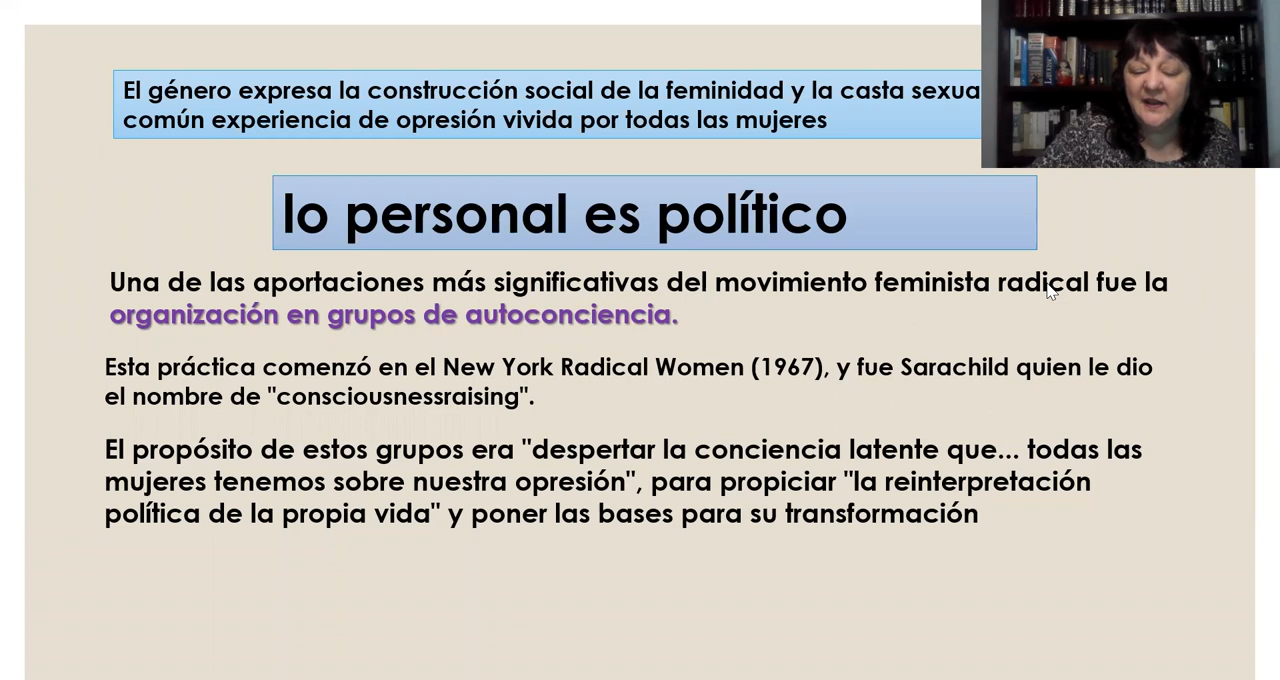 El género expresa la construcción social de la feminidad y la casta sexua
común experiencia de opresión vivida por todas las mujeres
lo personal es político
Una de las aportaciones más significativas del movimiento feminista radical fue la
organización en grupos de autoconciencia.
Esta práctica comenzó en el New York Radical Women (1967), y fue Sarachild quien le dio
el nombre de "consciousnessraising".
El propósito de estos grupos era "despertar la conciencia latente que... todas las
mujeres tenemos sobre nuestra opresión", para propiciar "la reinterpretación
política de la propia vida" y poner las bases para su transformación